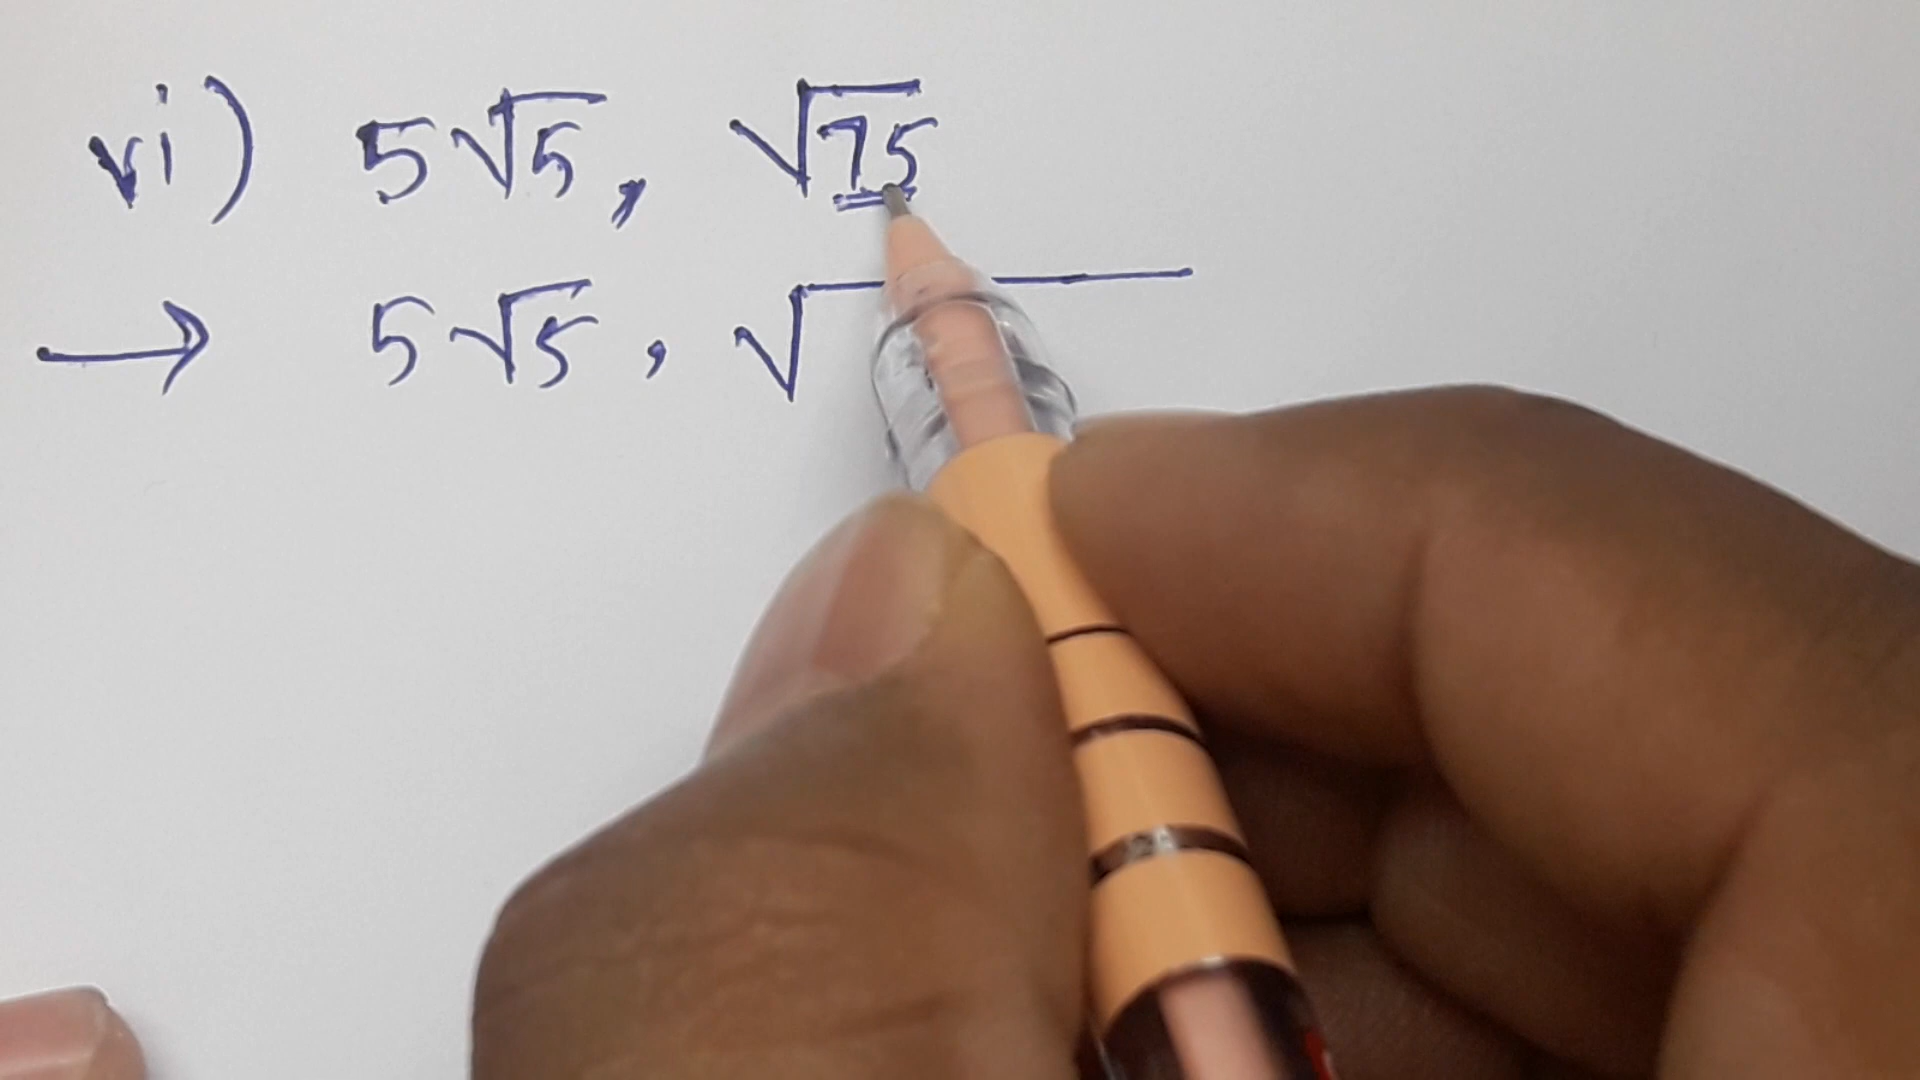 vi) 5√5, √75
→ 5√5, √